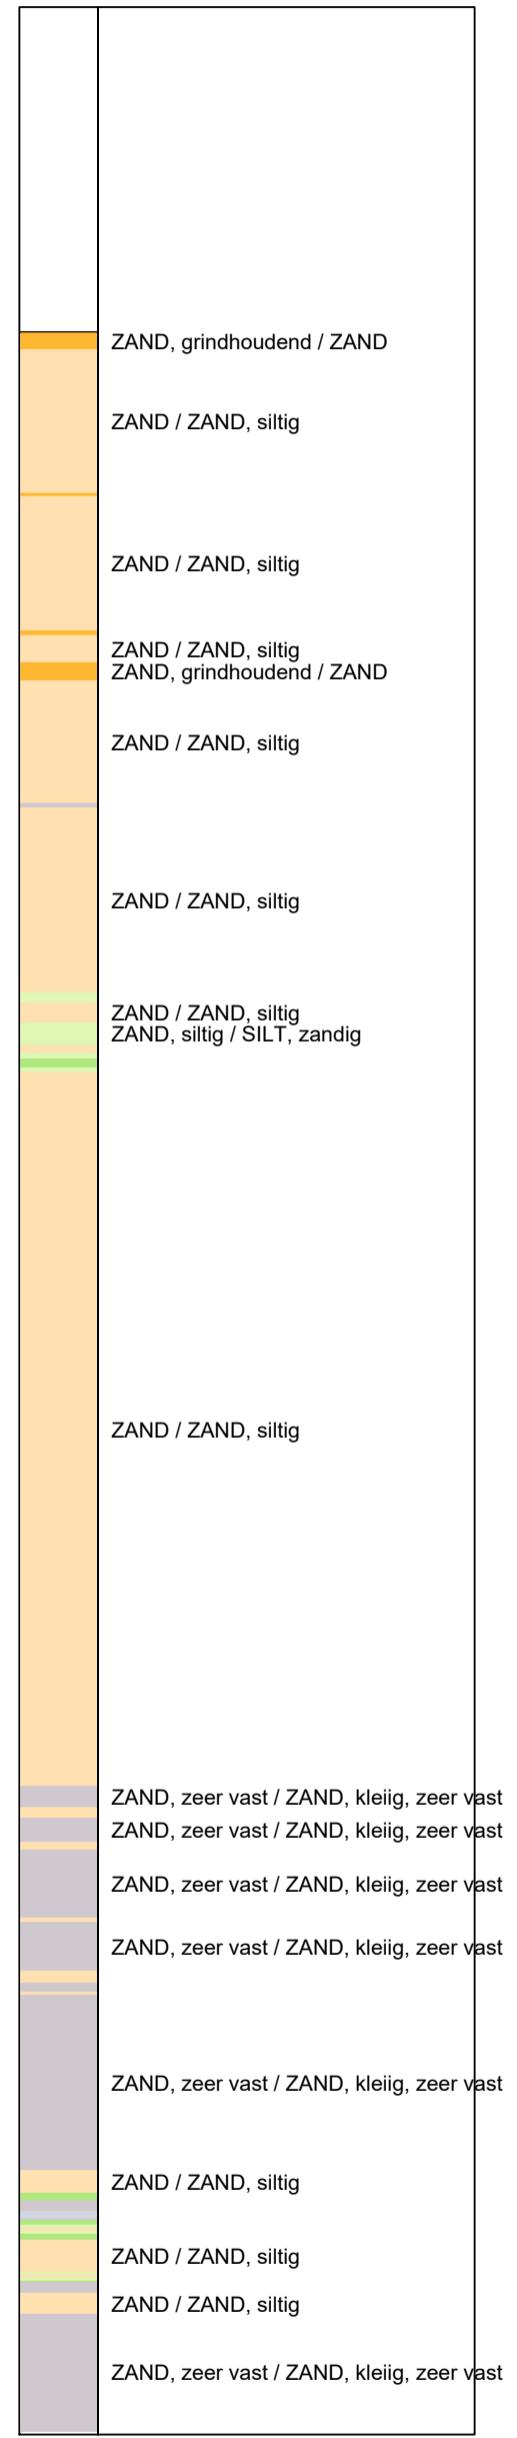 ZAND, grindhoudend / ZAND
ZAND / ZAND, siltig
ZAND / ZAND, siltig
ZAND / ZAND, siltig
ZAND, grindhoudend / ZAND
ZAND / ZAND, siltig
ZAND / ZAND, siltig
ZAND / ZAND, siltig
ZAND, siltig / SILT, zandig
ZAND / ZAND, siltig
ZAND, zeer vast / ZAND, kleiig, zeer vast
ZAND, zeer vast / ZAND, kleiig, zeer vast
ZAND, zeer vast / ZAND, kleiig, zeer vast
ZAND, zeer vast / ZAND, kleiig, zeer vast
ZAND, zeer vast / ZAND, kleiig, zeer vast
ZAND / ZAND, siltig
ZAND / ZAND, siltig
ZAND / ZAND, siltig
ZAND, zeer vast / ZAND, kleiig, zeer vast